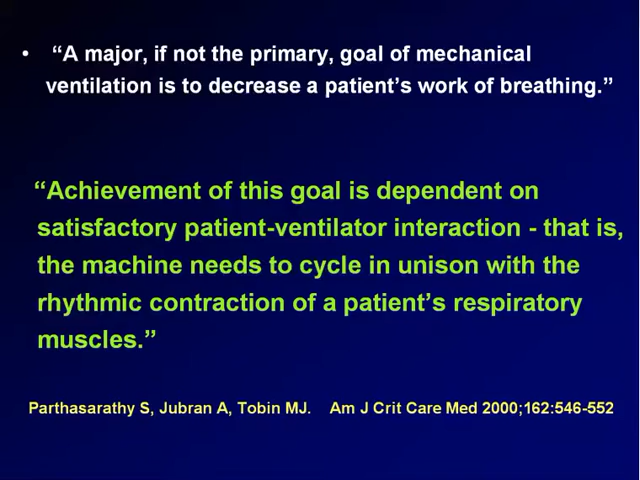 • “A major, if not the primary, goal of mechanical
ventilation is to decrease a patient’s work of breathing.”
“Achievement of this goal is dependent on
satisfactory patient-ventilator interaction - that is,
the machine needs to cycle in unison with the
rhythmic contraction of a patient’s respiratory
muscles.”
Parthasarathy S, Jubran A, Tobin MJ. Am J Crit Care Med 2000;162:546-552